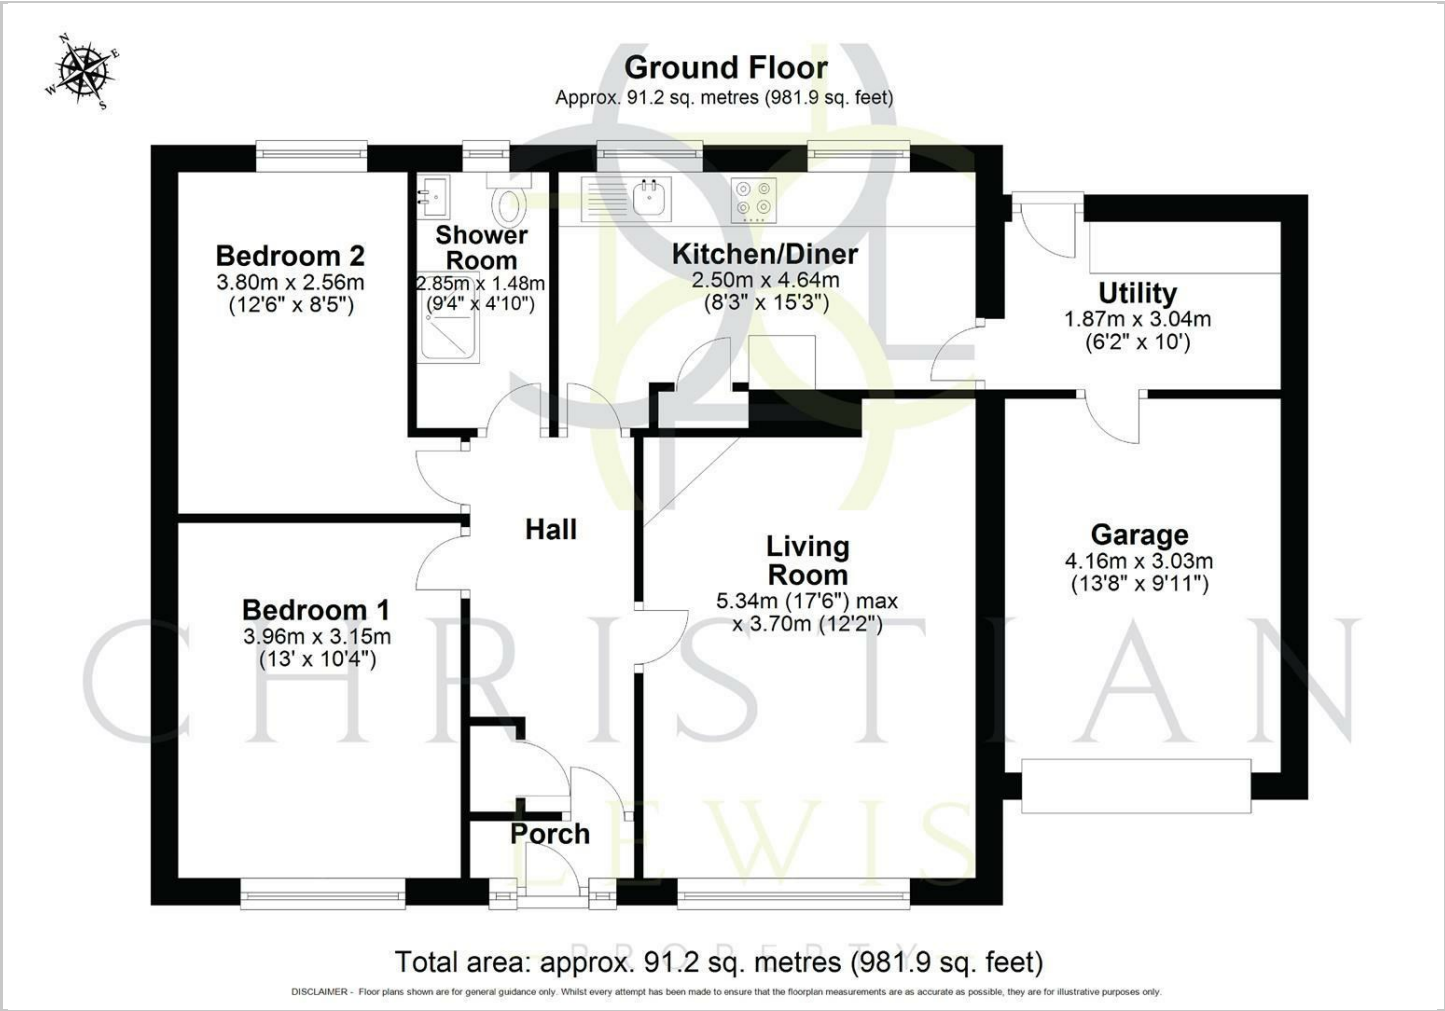 N
E
W
S
Ground Floor
Approx. 91.2 sq. metres (981.9 sq. feet)
Bedroom 2
3.80m x 2.56m
(12'6" x 8'5")
Shower
Room
2.85m x 1.48m
(9'4" x 4'10")
Kitchen/Diner
2.50m x 4.64m
(8'3" x 15'3")
Utility
1.87m x 3.04m
(6'2" x 10')
Hall
Living
Room
5.34m (17'6") max
x 3.70m (12'2")
Garage
4.16m x 3.03m
(13'8" x 9'11")
Bedroom 1
3.96m x 3.15m
(13' x 10'4")
CHRISTIAN
LEWIS
PROPERTY
Porch
Total area: approx. 91.2 sq. metres (981.9 sq. feet)
DISCLAIMER - Floor plans shown are for general guidance only. Whilst every attempt has been made to ensure that the floorplan measurements are as accurate as possible, they are for illustrative purposes only.